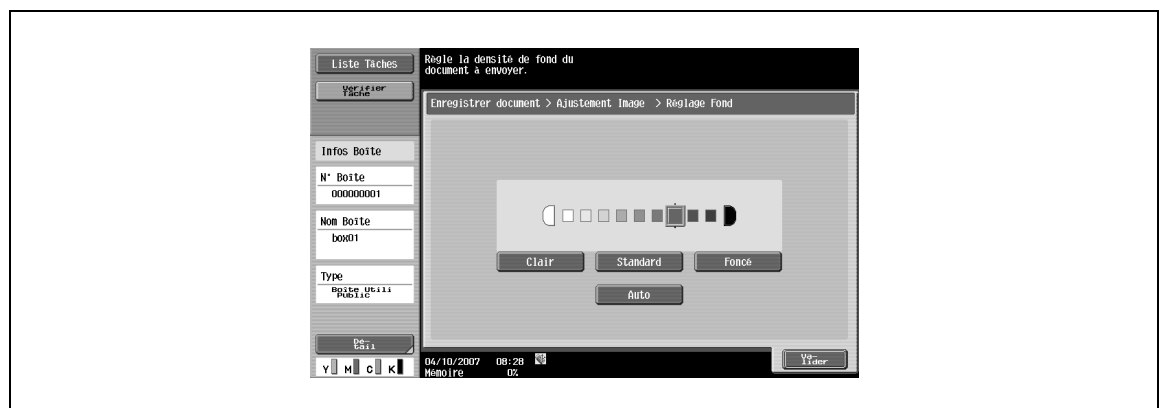 Liste Tâches
Vérifier
Tâche
Règle la densité de fond du
document à envoyer.
Enregistrer document > Ajustement Image > Réglage Fond
Infos Boîte
N° Boîte
000000001
Nom Boîte
box01
Type
Boîte Utili
Public
Dé-
tail
Y M C K
Clair
Standard
Foncé
Auto
04/10/2007 08:28
Mémoire 0%
Va-
lider